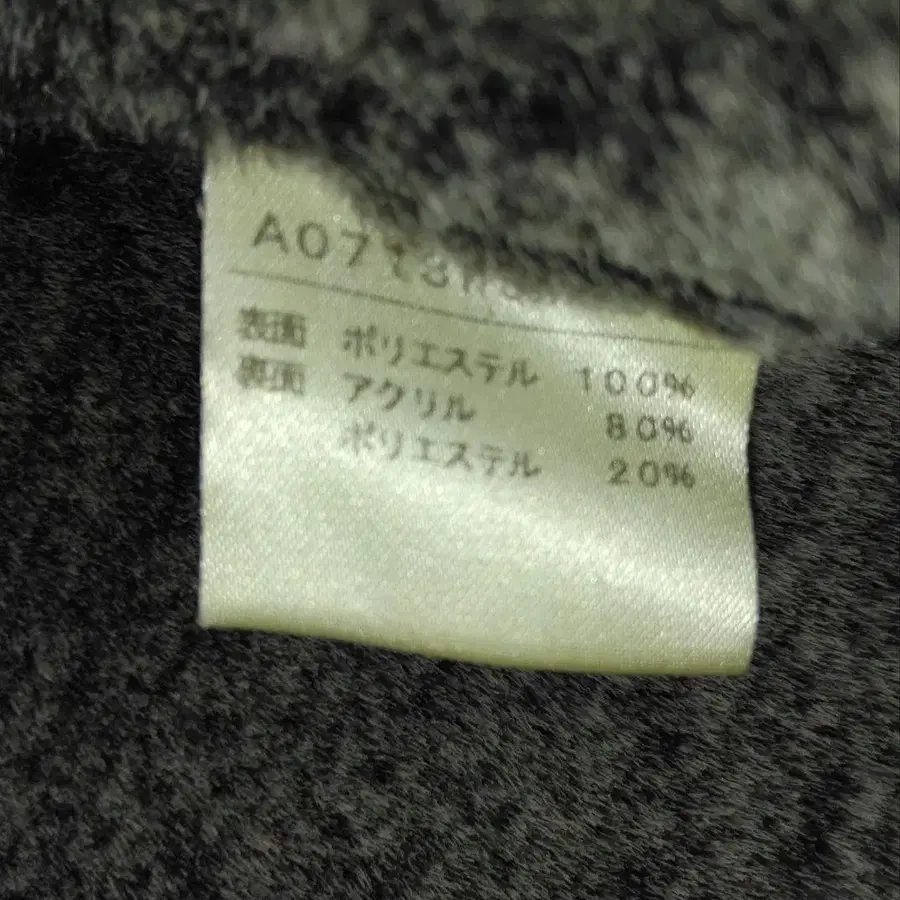 表面 ポリエステル 100%
裏面 アクリル 80%
ポリエステル 20%